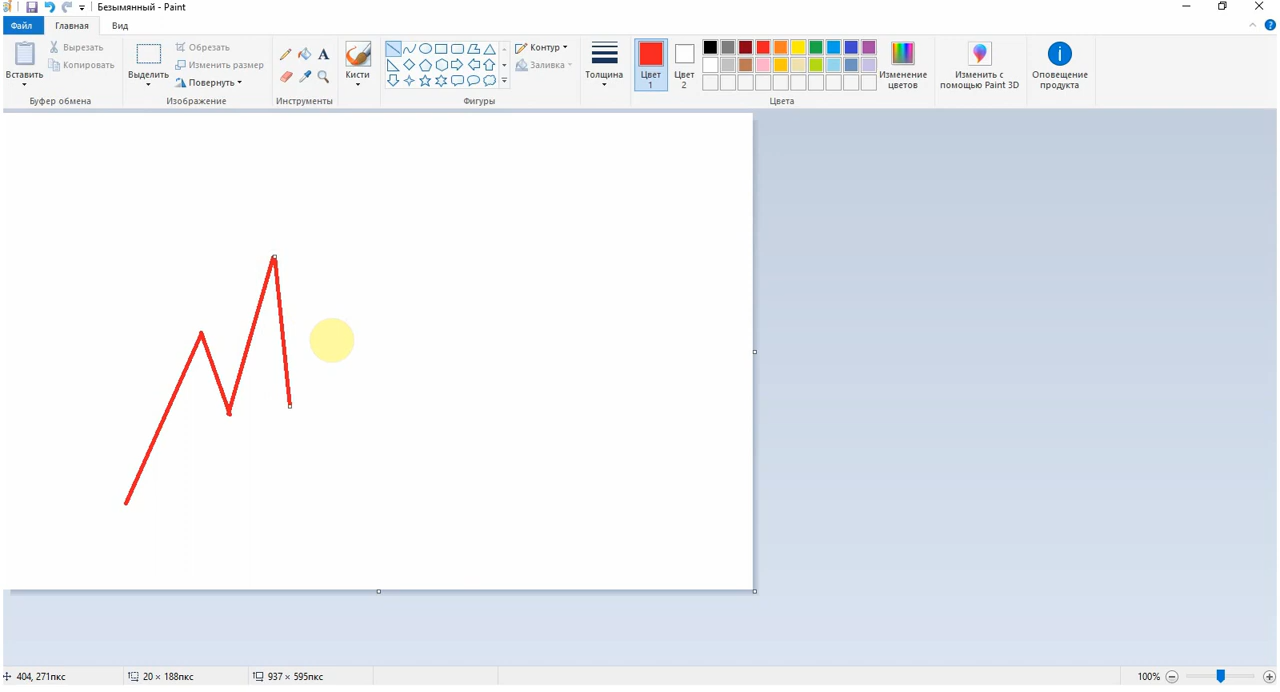 Безымянный - Paint
Файл
Главная
Вид
Вставить
Вырезать
Копировать
Буфер обмена
Выделить
Обрезать
Изменить размер
Повернуть
Изображение
A
Инструменты
Кисти
Контур
Заливка
Фигуры
Толщина
Цвет
1
Цвет
2
Изменение
цветов
Цвета
Изменить с
помощью Paint 3D
Оповещение
продукта
404, 271пкс
20 × 188пкс
937 × 595пкс
100%